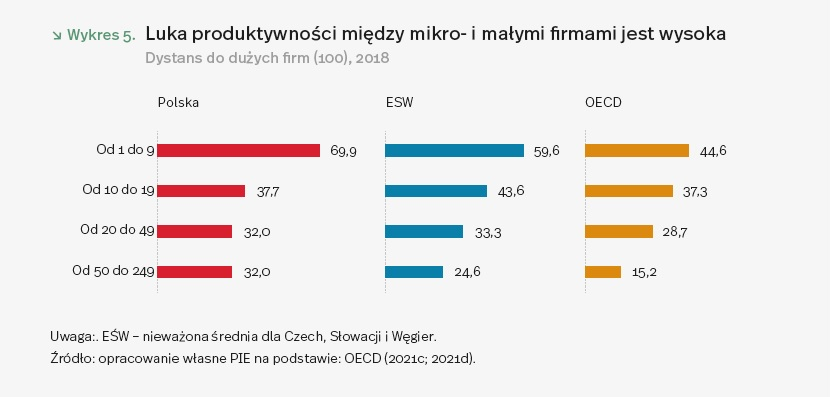 ↘ Wykres 5. Luka produktywności między mikro- i małymi firmami jest wysoka
Dystans do dużych firm (100), 2018
Polska ESW OECD
Od 1 do 9 69,9 59,6 44,6
Od 10 do 19 37,7 43,6 37,3
Od 20 do 49 32,0 33,3 28,7
Od 50 do 249 32,0 24,6 15,2
Uwaga:. EŚW – nieważona średnia dla Czech, Słowacji i Węgier.
Źródło: opracowanie własne PIE na podstawie: OECD (2021c; 2021d).